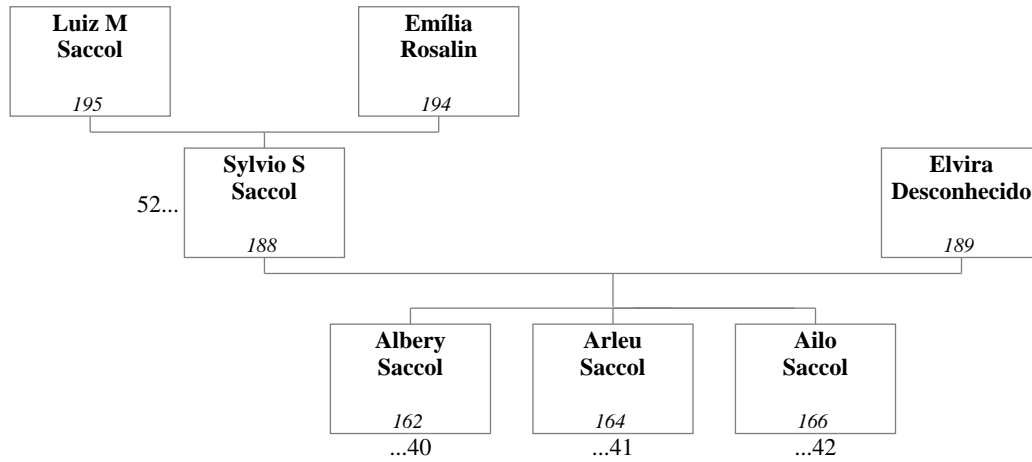 Luiz M
Saccol
195
Emília
Rosalin
194
52...
Sylvio S
Saccol
188
Elvira
Desconhecido
189
Albery
Saccol
162
...40
Arleu
Saccol
164
...41
Ailo
Saccol
166
...42